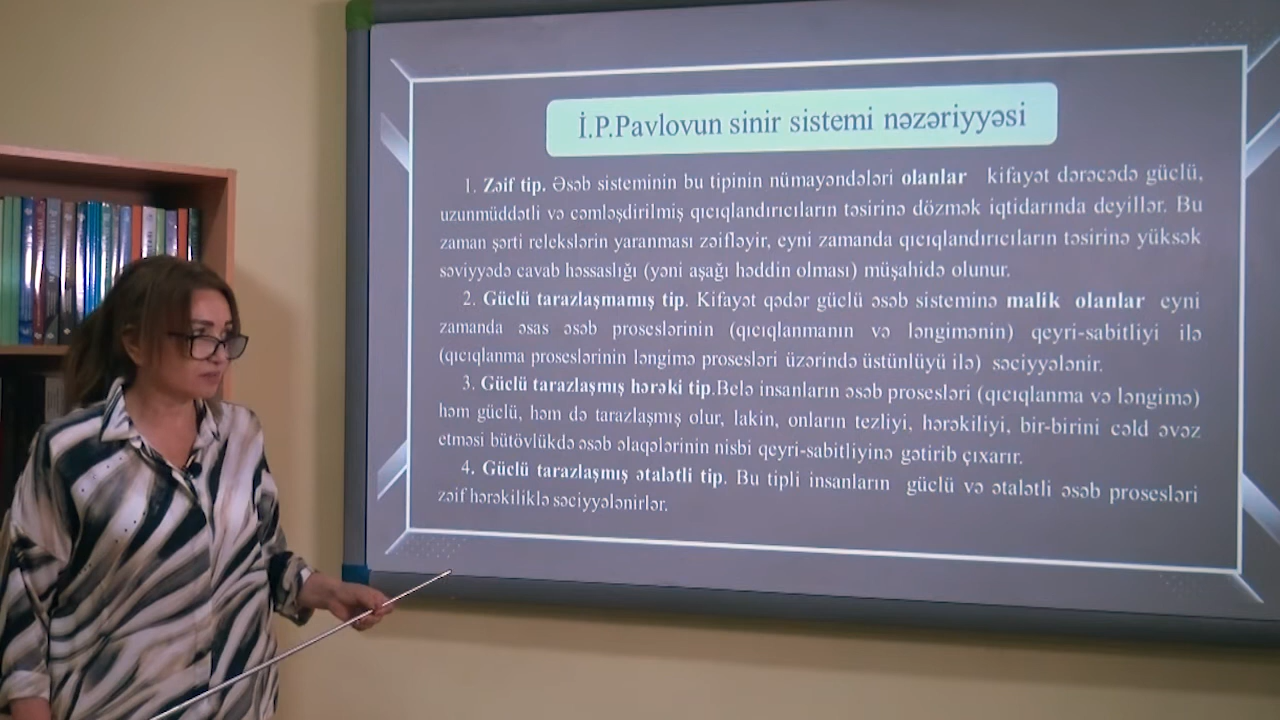 İ.P.Pavlovun sinir sistemi nəzəriyyəsi
1. Zəif tip. Əsəb sisteminin bu tipinin nümayəndələri olanlar kifayət dərəcədə güclü,
uzunmüddətli və cəmləşdirilmiş qıcıqlandırıcıların təsirinə dözmək iqtidarında deyillər. Bu
zaman şərti relekslərin yaranması zəifləyir, eyni zamanda qıcıqlandırıcıların təsirinə yüksək
səviyyədə cavab həssaslığı (yəni aşağı həddin olması) müşahidə olunur.
2. Güclü tarazlaşmamış tip. Kifayət qədər güclü əsəb sisteminə malik olanlar eyni
zamanda əsas əsəb proseslərinin (qıcıqlanmanın və ləngimənin) qeyri-sabitliyi ilə
(qıcıqlanma proseslərinin ləngimə prosesləri üzərində üstünlüyü ilə) səciyyələnir.
3. Güclü tarazlaşmış hərəki tip.Belə insanların əsəb prosesləri (qıcıqlanma və ləngimə)
həm güclü, həm də tarazlaşmış olur, lakin, onların tezliyi, hərəkiliyi, bir-birini cəld əvəz
etməsi bütövlükdə əsəb əlaqələrinin nisbi qeyri-sabitliyinə gətirib çıxarır.
4. Güclü tarazlaşmış ətalətli tip. Bu tipli insanların güclü və ətalətli əsəb prosesləri
zəif hərəkiliklə səciyyələnirlər.